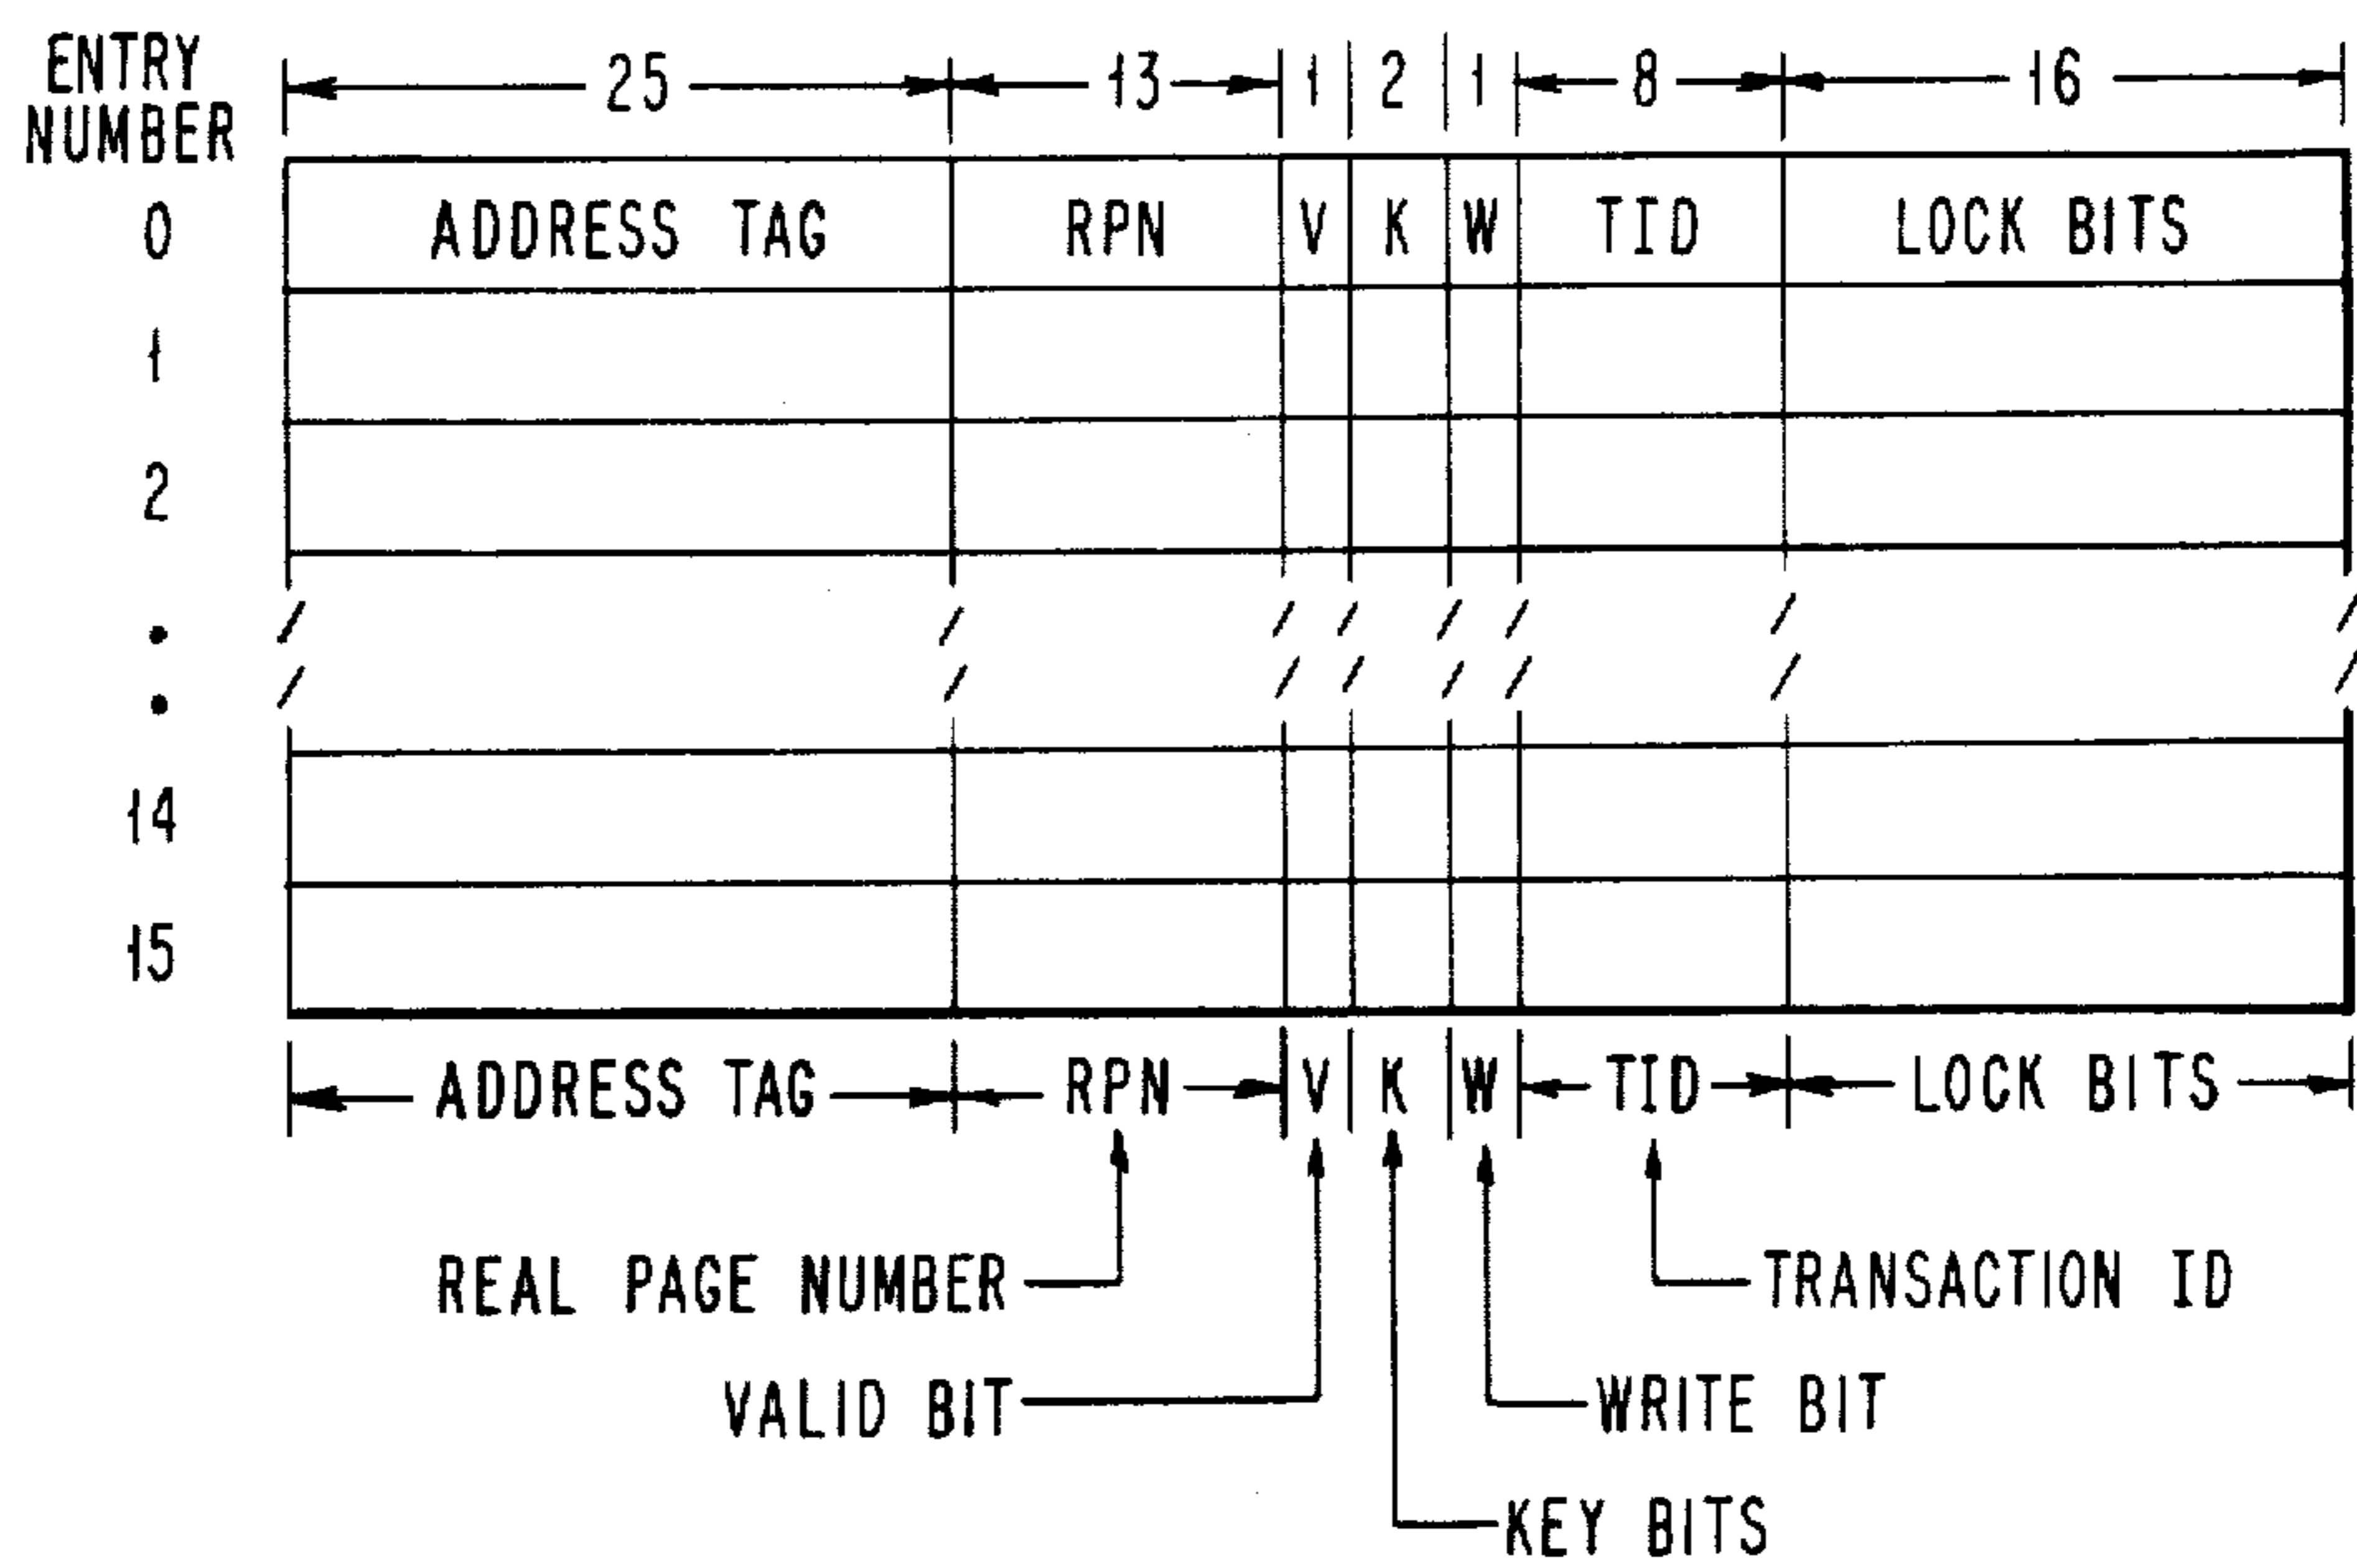 ENTRY
NUMBER
25 13 1 2 1 8 16
0 ADDRESS TAG RPN V K W TID LOCK BITS
1
2
14
15
ADDRESS TAG RPN V K W TID LOCK BITS
REAL PAGE NUMBER TRANSACTION ID
VALID BIT WRITE BIT
KEY BITS